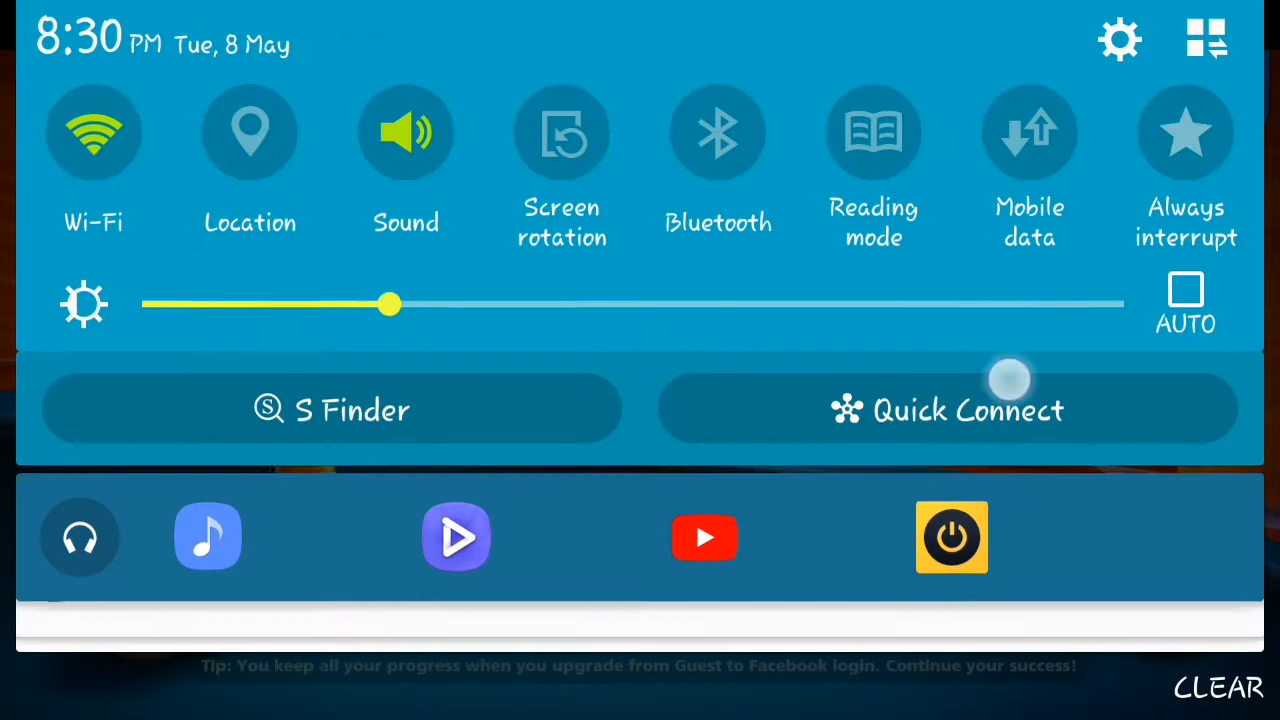 8:30 PM Tue, 8 May
Wi-Fi
Location
Sound
Screen
rotation
Bluetooth
Reading
mode
Mobile
data
Always
interrupt
AUTO
S Finder
Quick Connect
Tip: You keep all your progress when you upgrade from Guest to Facebook login. Continue your success!
CLEAR